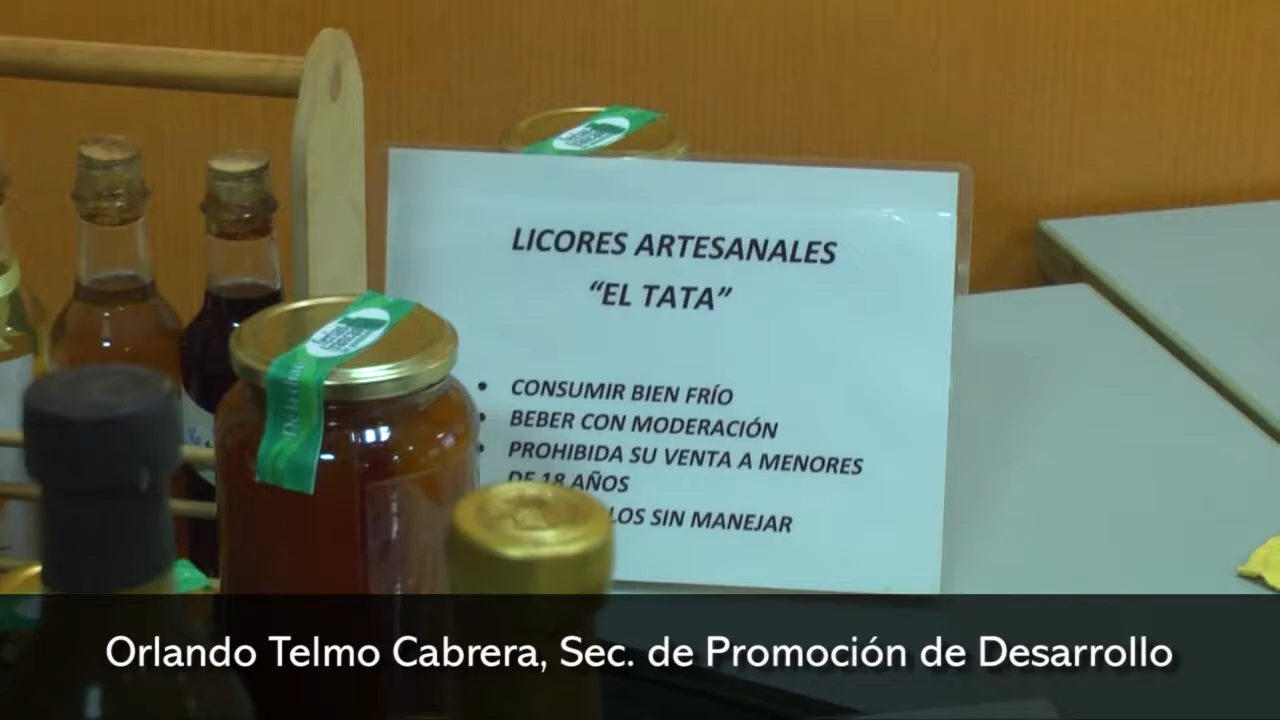 LICORES ARTESANALES
“EL TATA”
• CONSUMIR BIEN FRÍO
• BEBER CON MODERACIÓN
• PROHIBIDA SU VENTA A MENORES
DE 18 AÑOS
SIN MANEJAR
Orlando Telmo Cabrera, Sec. de Promoción de Desarrollo